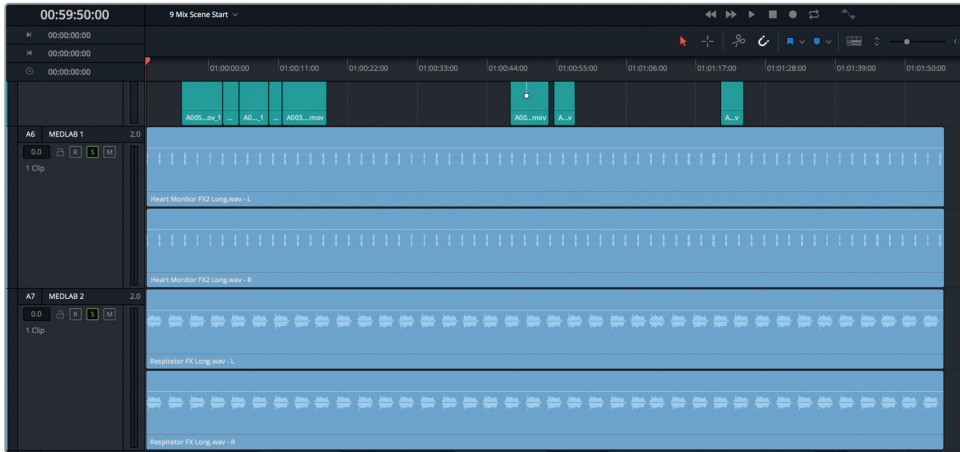 00:59:50:00
9 Mix Scene Start
00:00:00:00
00:00:00:00
00:00:00:00
01:00:00:00 01:00:11:00 01:00:22:00 01:00:33:00 01:00:44:00 01:00:55:00 01:01:06:00 01:01:17:00 01:01:28:00 01:01:39:00 01:01:50:00
A005...ov_1 ... A0..._1 ... A003....mov A00...mov A...v A...v
A6 MEDLAB 1 2.0
0.0 R S M
1 Clip
Heart Monitor FX2 Long.wav - L
Heart Monitor FX2 Long.wav - R
A7 MEDLAB 2 2.0
0.0 R S M
1 Clip
Respirator FX Long.wav - L
Respirator FX Long.wav - R